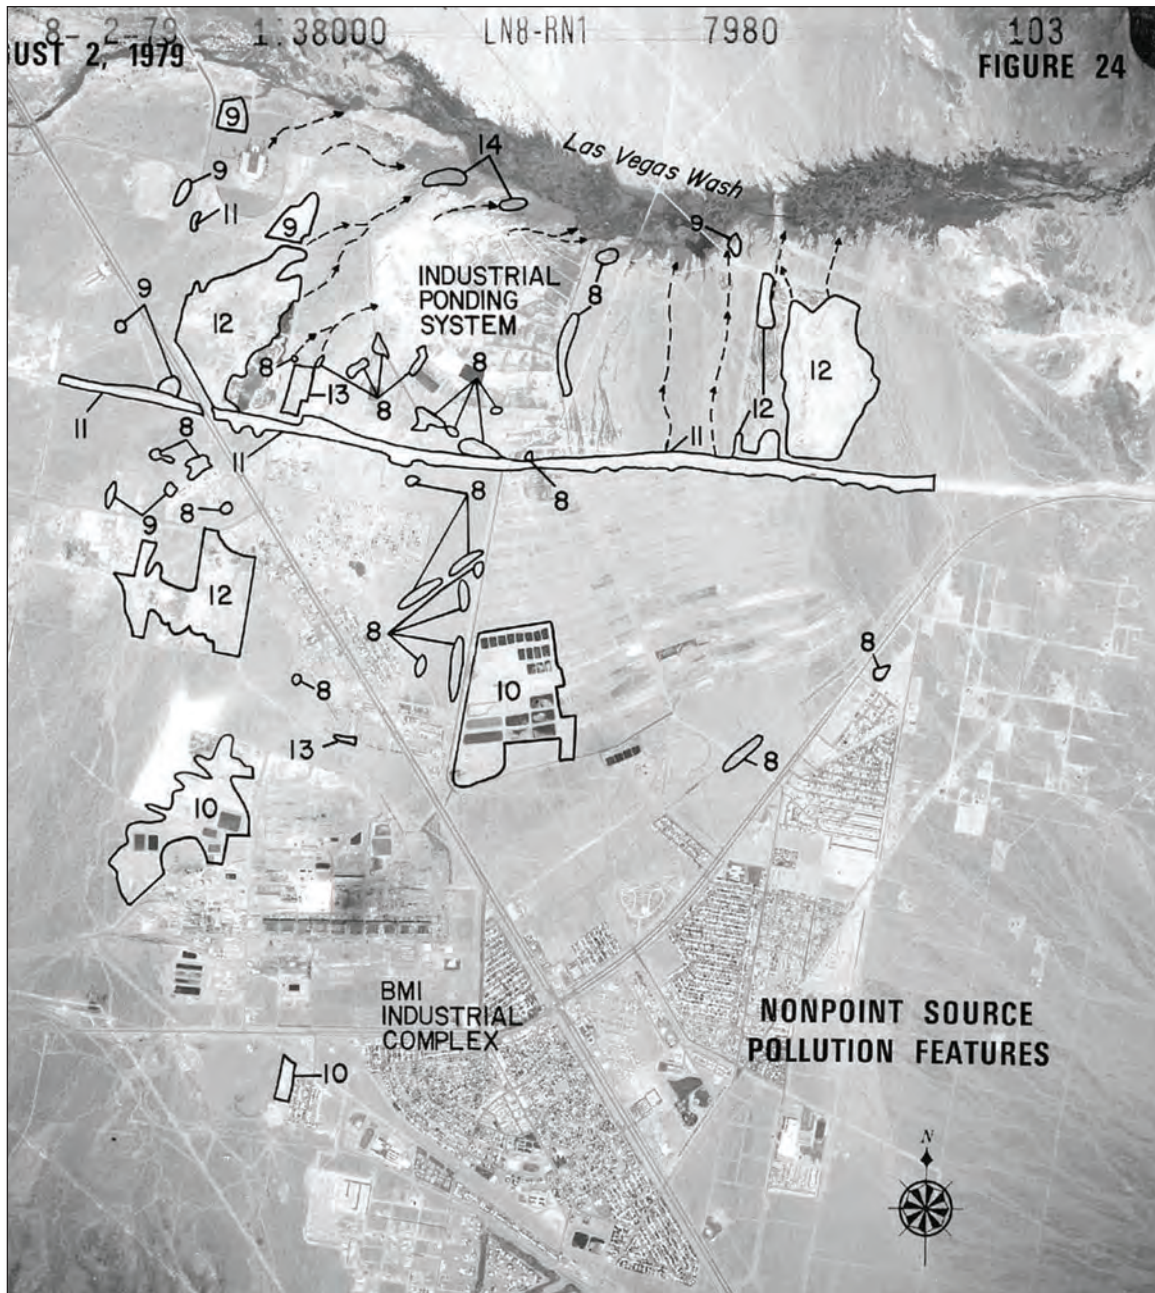 8- 2-79 1:38000 LN8-RN1 7980 103
UST 2, 1979
FIGURE 24
9
14
Las Vegas Wash
9
11
9
9
9
INDUSTRIAL
PONDING
SYSTEM
8
12
8
13
8
8
12
12
11
8
11
11
8
9
8
8
12
8
8
10
8
13
8
10
BMI
INDUSTRIAL
COMPLEX
NONPOINT SOURCE
POLLUTION FEATURES
10
N